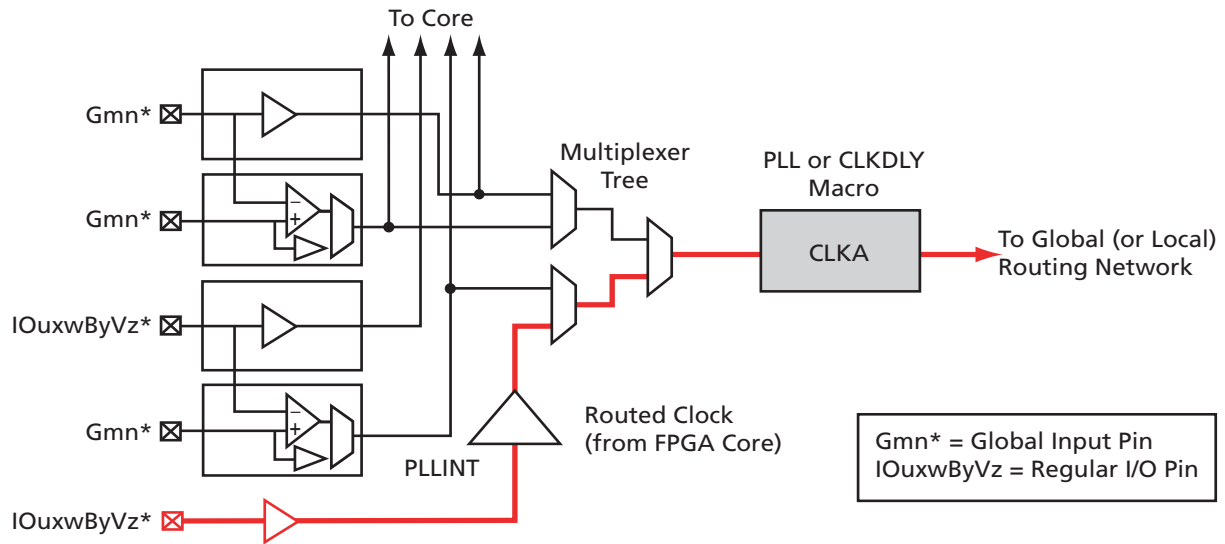 To Core
Gmn*
Multiplexer
Tree
PLL or CLKDLY
Macro
Gmn*
−
+
CLKA
To Global (or Local)
Routing Network
IOuxwByVz*
Gmn*
−
+
Routed Clock
(from FPGA Core)
PLLINT
Gmn* = Global Input Pin
IOuxwByVz = Regular I/O Pin
IOuxwByVz*